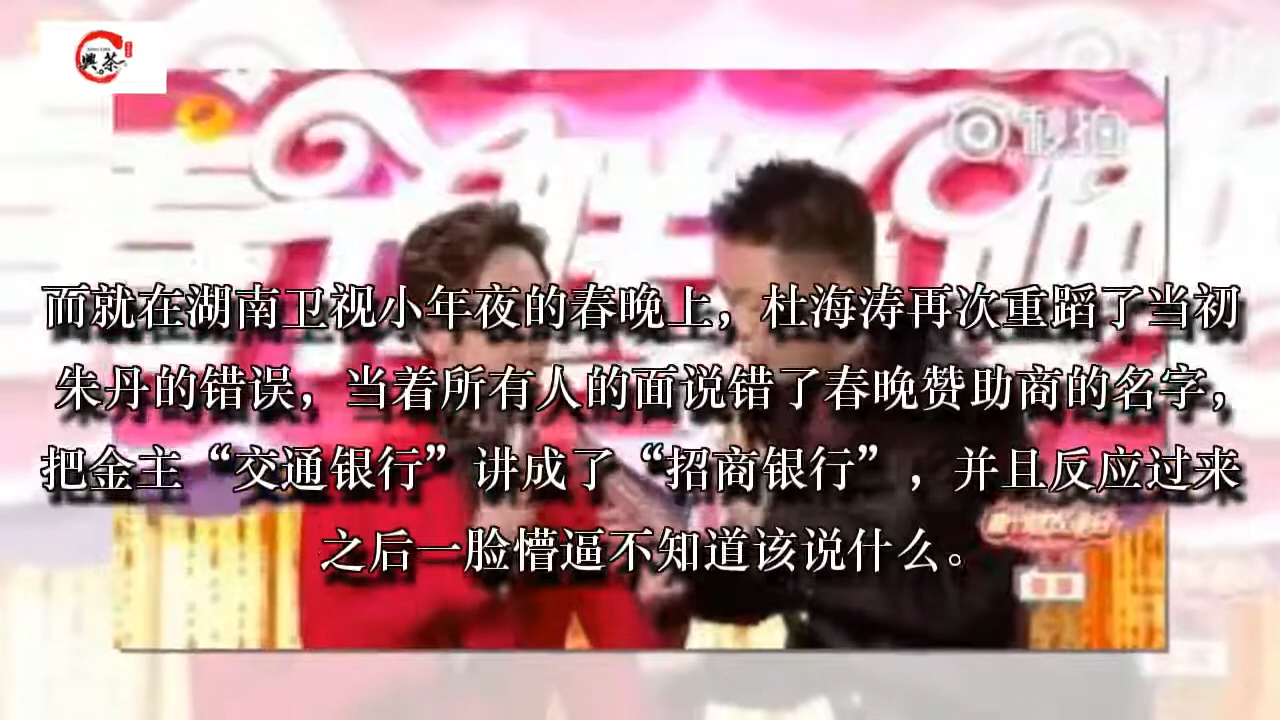 興茶
秒拍
而就在湖南卫视小年夜的春晚上，杜海涛再次重蹈了当初
朱丹的错误，当着所有人的面说错了春晚赞助商的名字，
把金主“交通银行”讲成了“招商银行”，并且反应过来
之后一脸懵逼不知道该说什么。